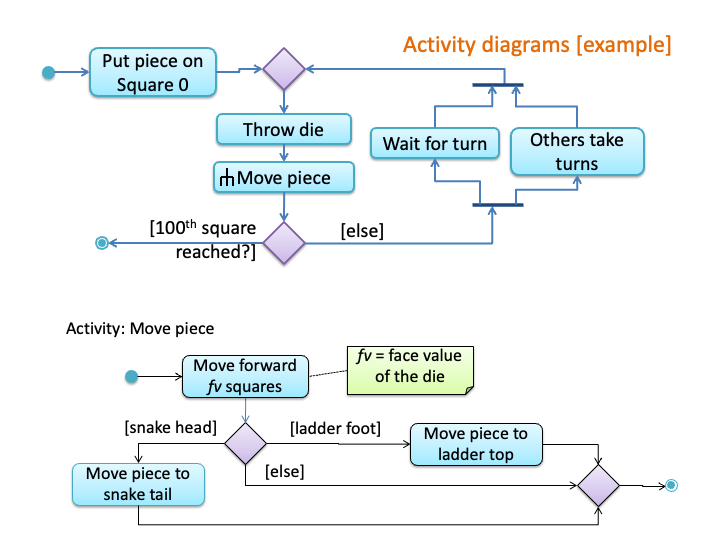 Activity diagrams [example]
Put piece on
Square 0
Throw die
Wait for turn
Others take
turns
Move piece
[100th square
reached?]
[else]
Activity: Move piece
Move forward
fv squares
fv = face value
of the die
[snake head]
[ladder foot]
Move piece to
ladder top
[else]
Move piece to
snake tail